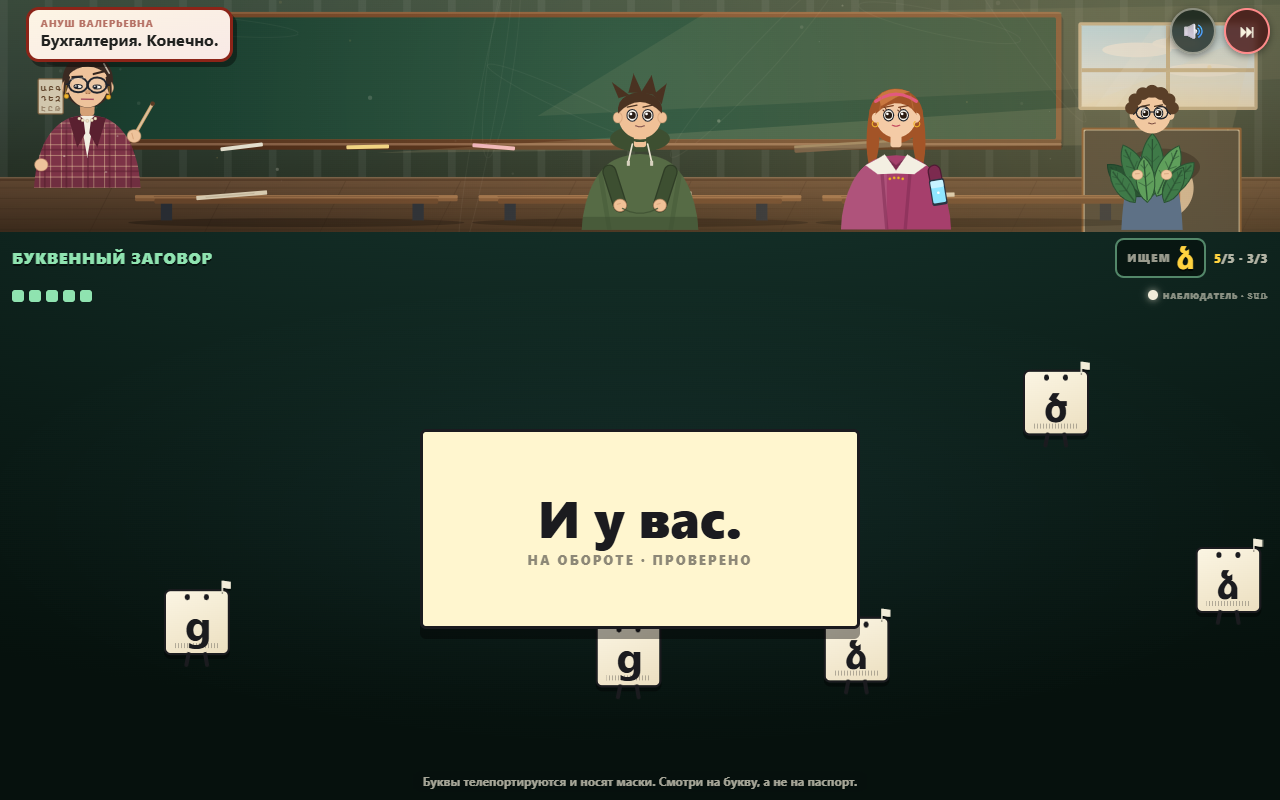 АНУШ ВАЛЕРЬЕВНА
Бухгалтерия. Конечно.
Ա Բ Գ
Դ Ե Զ
Է Ը Թ
БУКВЕННЫЙ ЗАГОВОР
ИЩЕМ ձ
5/5 · 3/3
НАБЛЮДАТЕЛЬ · ՏԱՃ
ծ
И у вас.
НА ОБОРОТЕ · ПРОВЕРЕНО
ձ
g
g
ձ
Буквы телепортируются и носят маски. Смотри на букву, а не на паспорт.